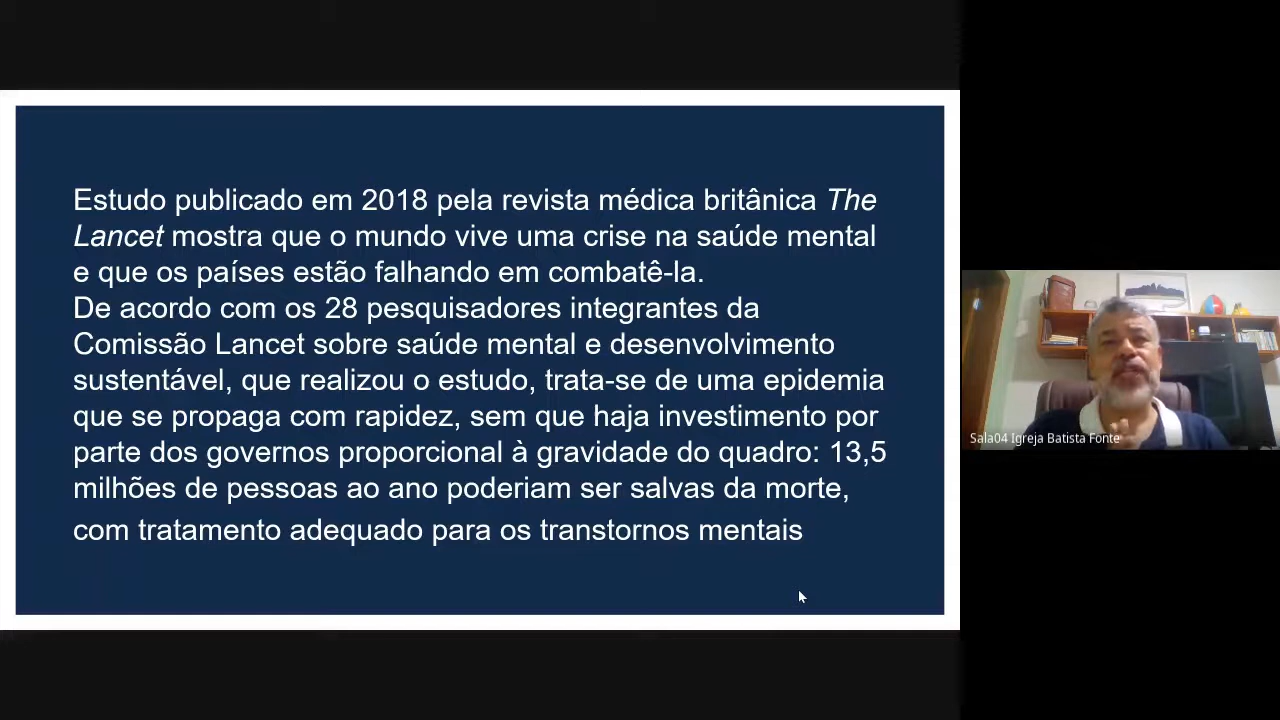 Estudo publicado em 2018 pela revista médica britânica The
Lancet mostra que o mundo vive uma crise na saúde mental
e que os países estão falhando em combatê-la.
De acordo com os 28 pesquisadores integrantes da
Comissão Lancet sobre saúde mental e desenvolvimento
sustentável, que realizou o estudo, trata-se de uma epidemia
que se propaga com rapidez, sem que haja investimento por
parte dos governos proporcional à gravidade do quadro: 13,5
milhões de pessoas ao ano poderiam ser salvas da morte,
com tratamento adequado para os transtornos mentais
Sala04 Igreja Batista Fonte